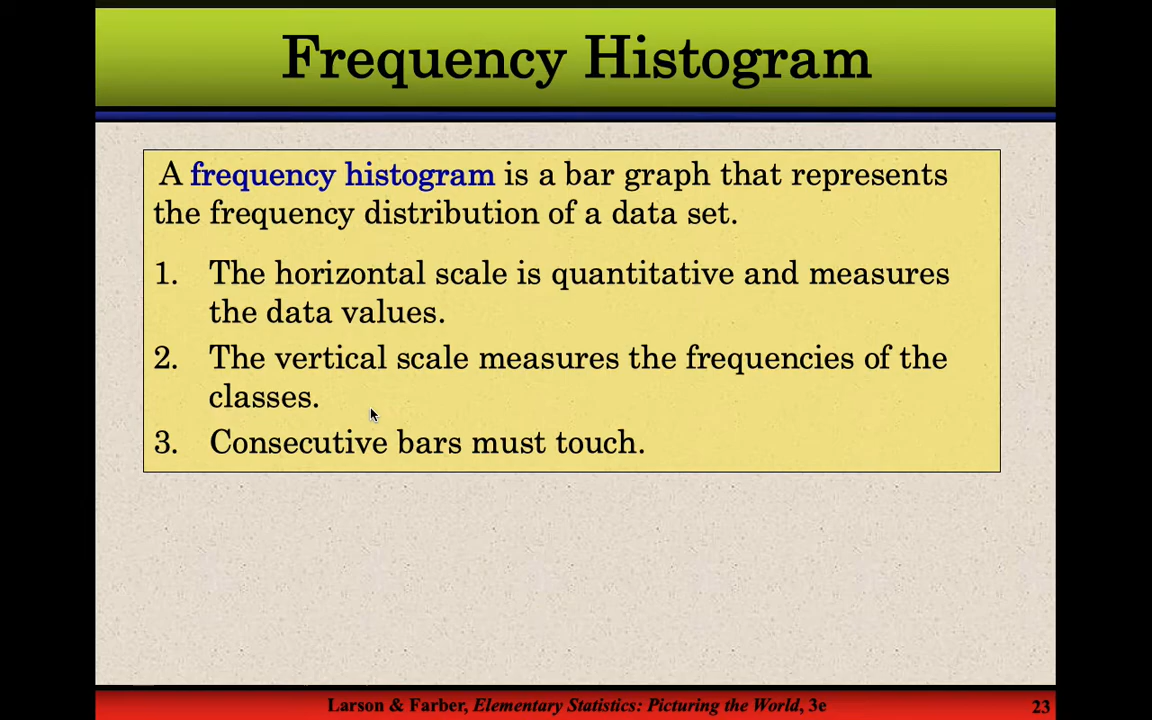 Frequency Histogram
A frequency histogram is a bar graph that represents
the frequency distribution of a data set.
1. The horizontal scale is quantitative and measures
the data values.
2. The vertical scale measures the frequencies of the
classes.
3. Consecutive bars must touch.
Larson & Farber, Elementary Statistics: Picturing the World, 3e
23